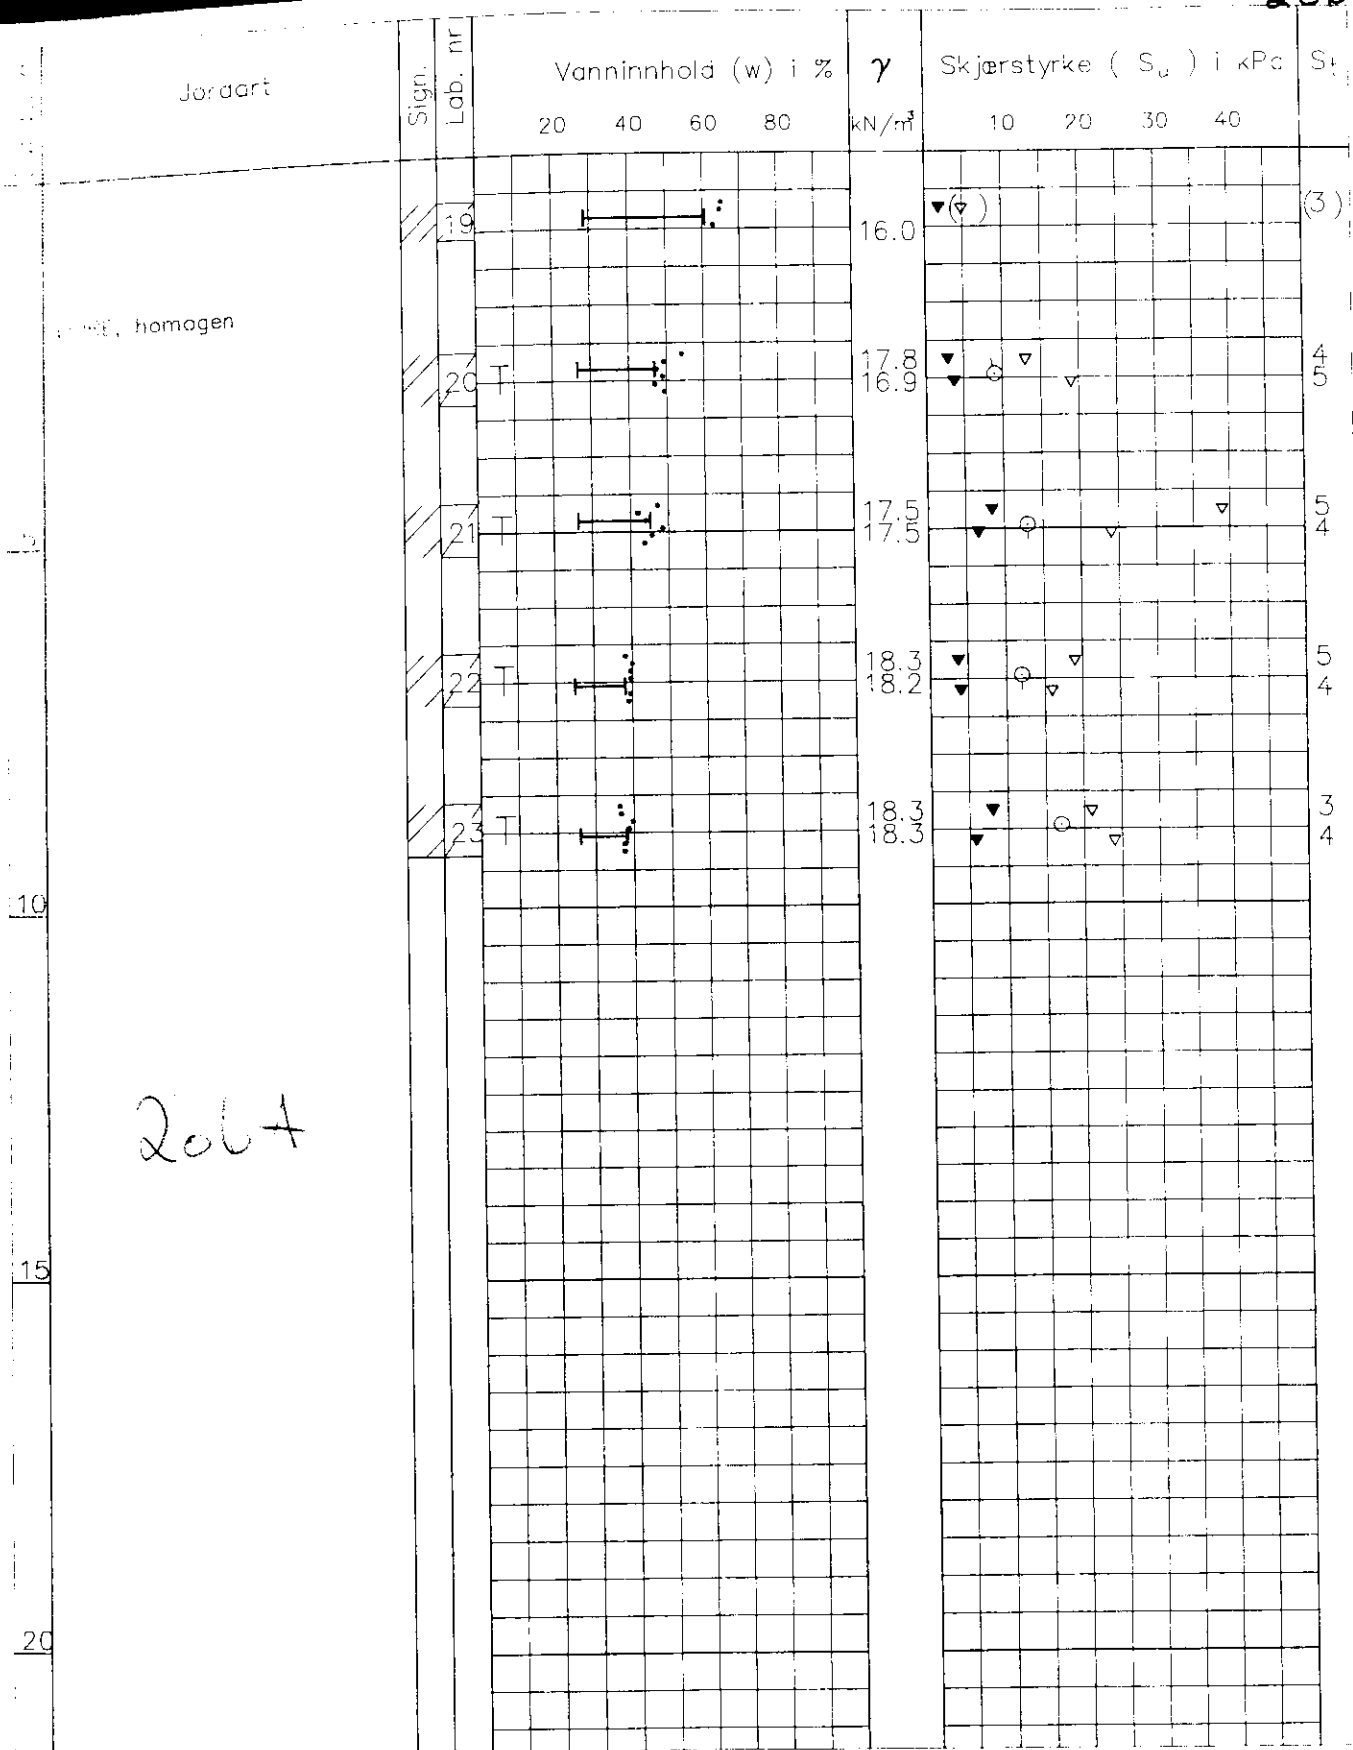 Jordart
Sign.
Lab. nr
Vanninnhold (w) i %
20 40 60 80
γ
kN/m³
Skjærstyrke ( Su ) i kPa
10 20 30 40
St
19 16.0 (3)
homogen
20 T 17.8 4
16.9 5
21 T 17.5 5
17.5 4
5
22 T 18.3 5
18.2 4
23 T 18.3 3
18.3 4
10
15
20